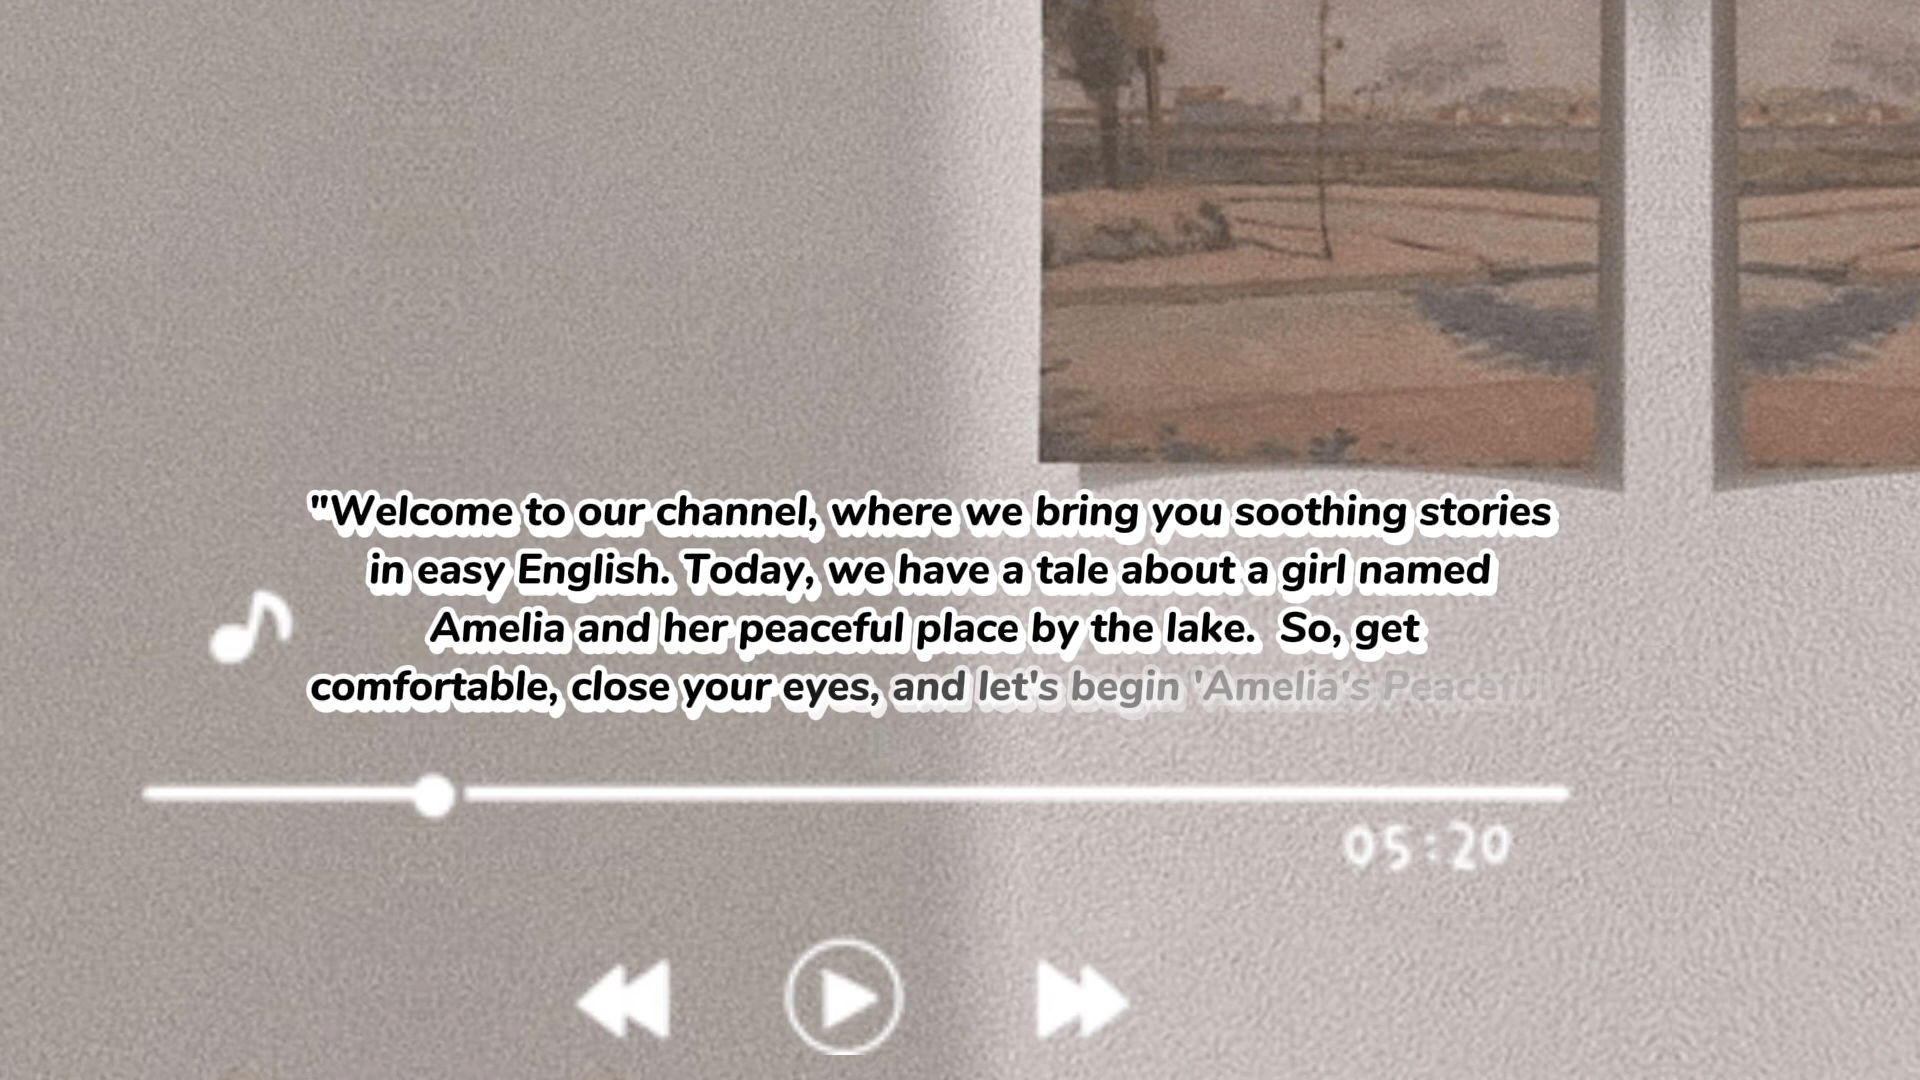 "Welcome to our channel, where we bring you soothing stories
in easy English. Today, we have a tale about a girl named
Amelia and her peaceful place by the lake.  So, get
comfortable, close your eyes, and let's begin 'Amelia's Peaceful
05:20